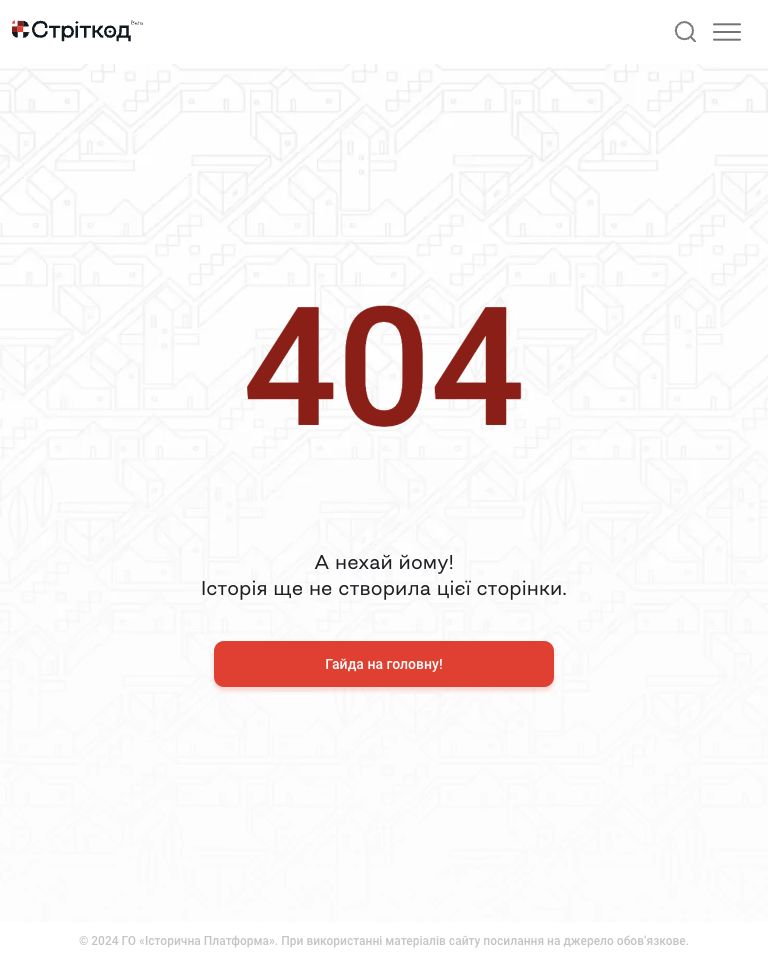 Стріткод Beta
404
А нехай йому!
Історія ще не створила цієї сторінки.
Гайда на головну!
© 2024 ГО «Історична Платформа». При використанні матеріалів сайту посилання на джерело обов'язкове.